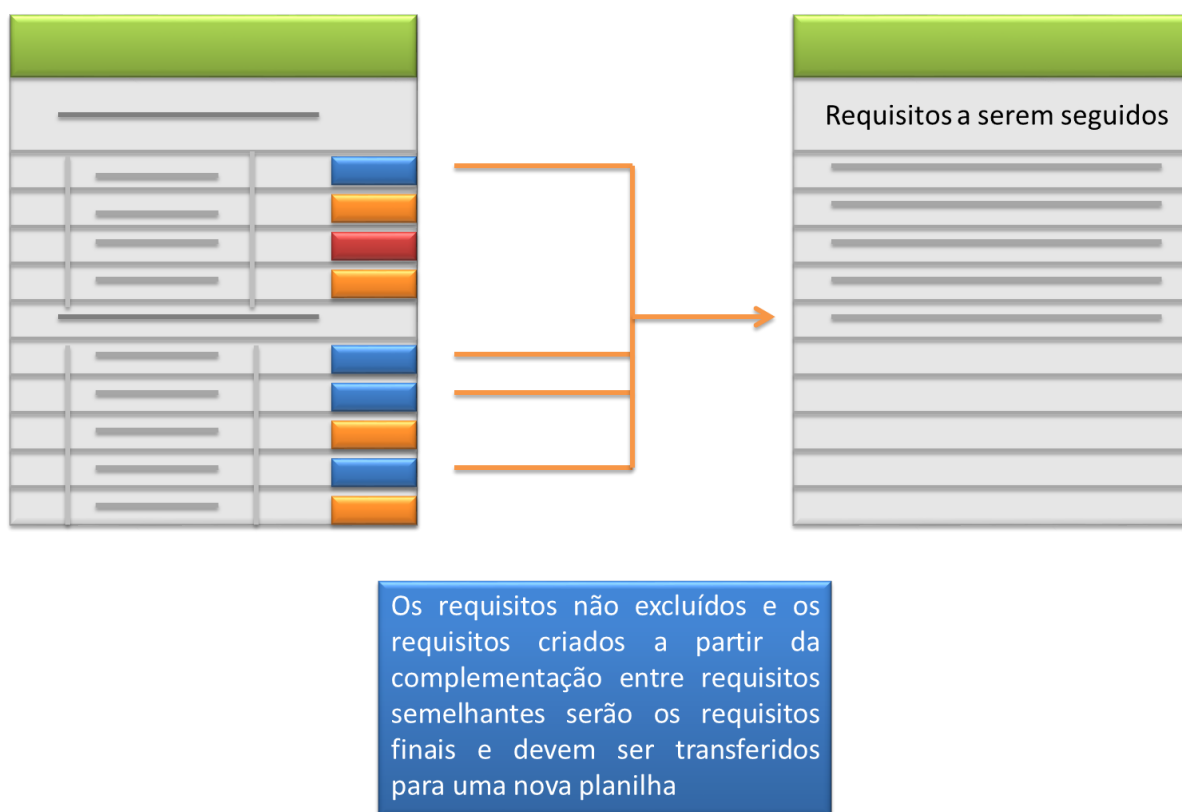 Requisitos a serem seguidos
Os requisitos não excluídos e os
requisitos criados a partir da
complementação entre requisitos
semelhantes serão os requisitos
finais e devem ser transferidos
para uma nova planilha